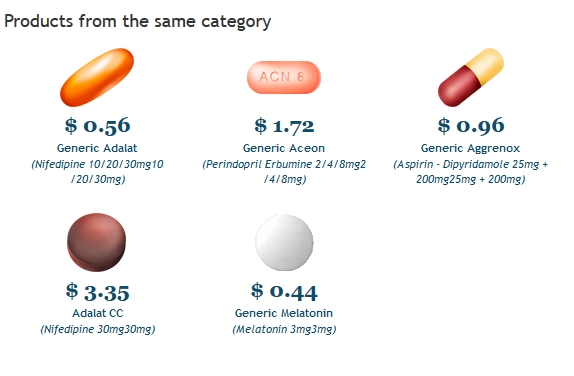 Products from the same category
ACN 8
$ 0.56
Generic Adalat
(Nifedipine 10/20/30mg10
/20/30mg)
$ 1.72
Generic Aceon
(Perindopril Erbumine 2/4/8mg2
/4/8mg)
$ 0.96
Generic Aggrenox
(Aspirin - Dipyridamole 25mg +
200mg25mg + 200mg)
$ 3.35
Adalat CC
(Nifedipine 30mg30mg)
$ 0.44
Generic Melatonin
(Melatonin 3mg3mg)